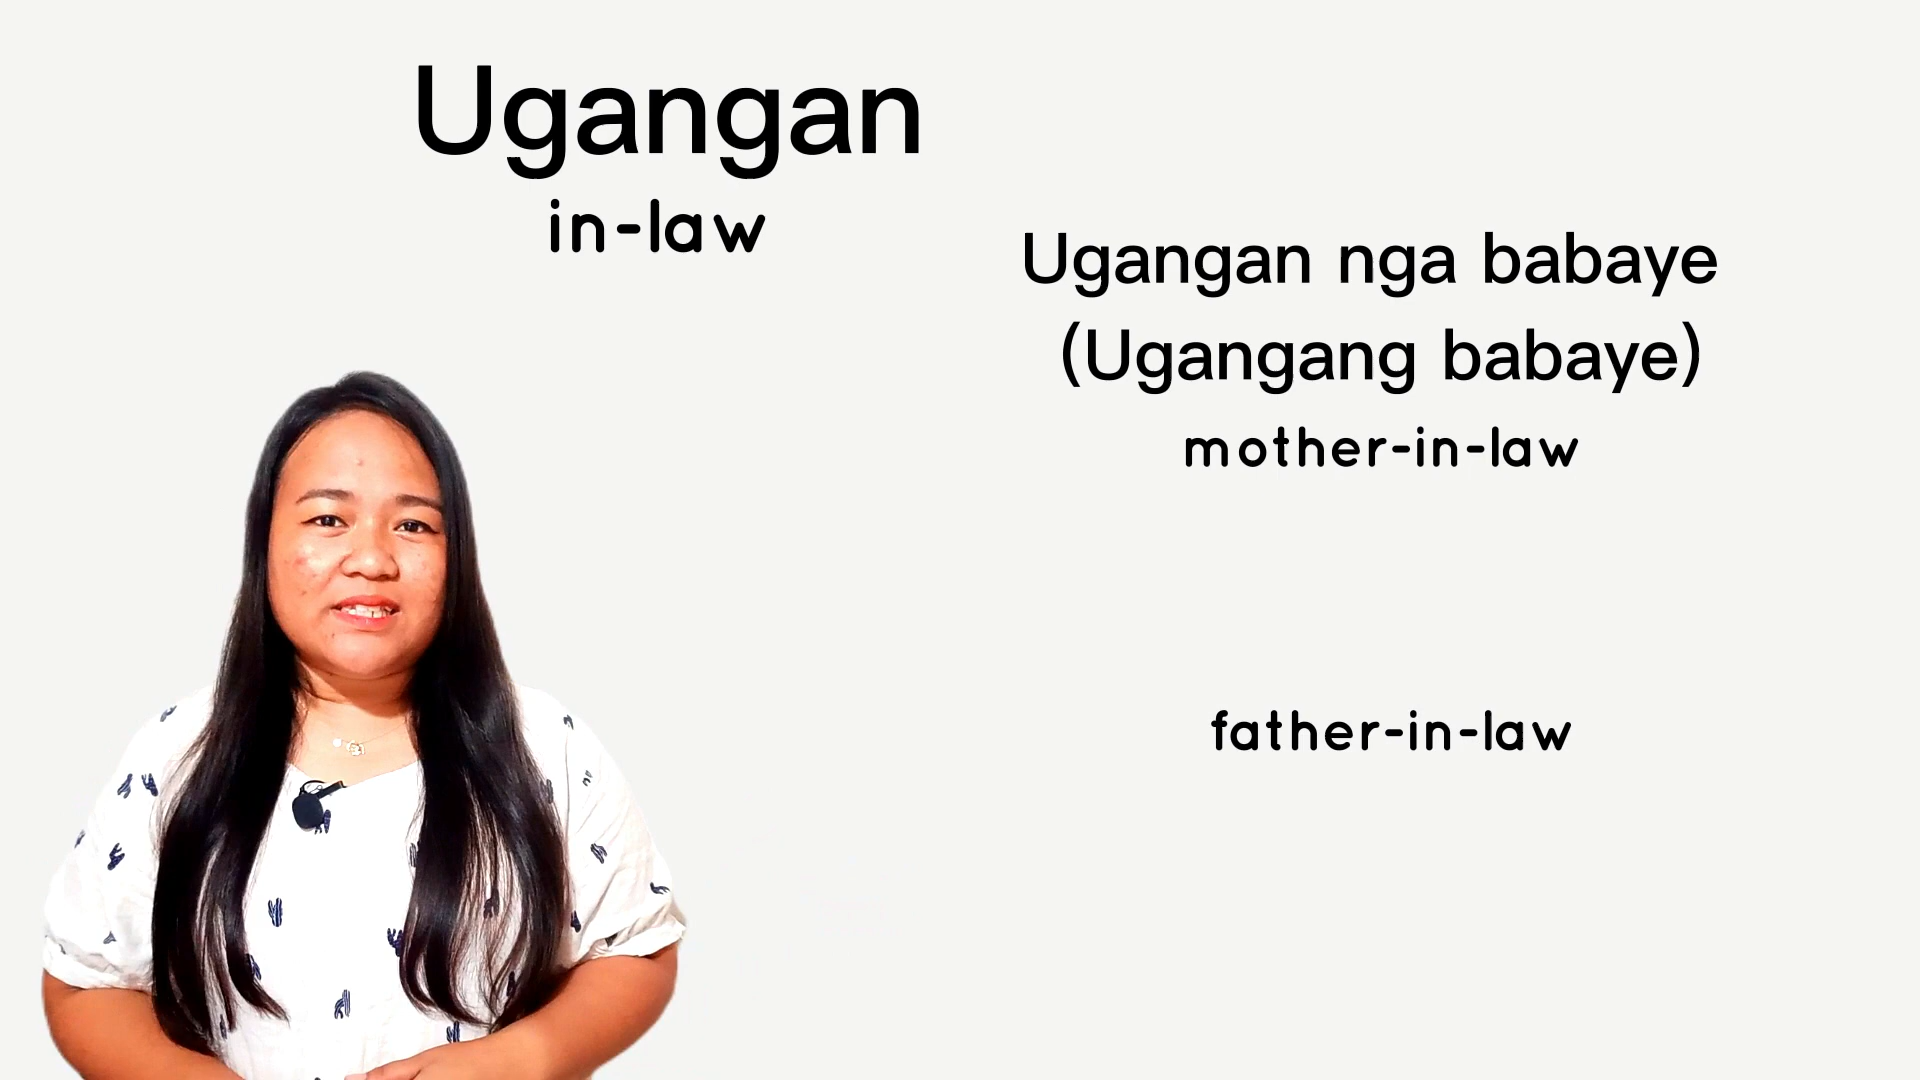 Ugangan
in-law
Ugangan nga babaye
(Ugangang babaye)
mother-in-law
father-in-law